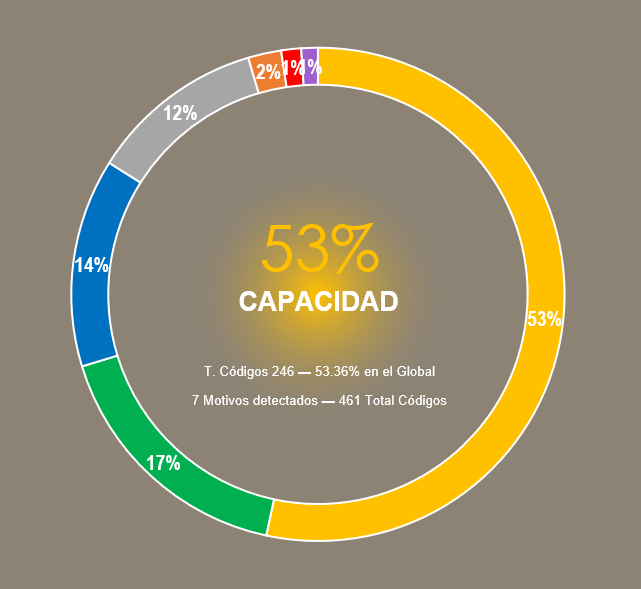 2%
1%
1%
12%
53%
14%
CAPACIDAD
53%
T. Códigos 246 — 53.36% en el Global
7 Motivos detectados — 461 Total Códigos
17%